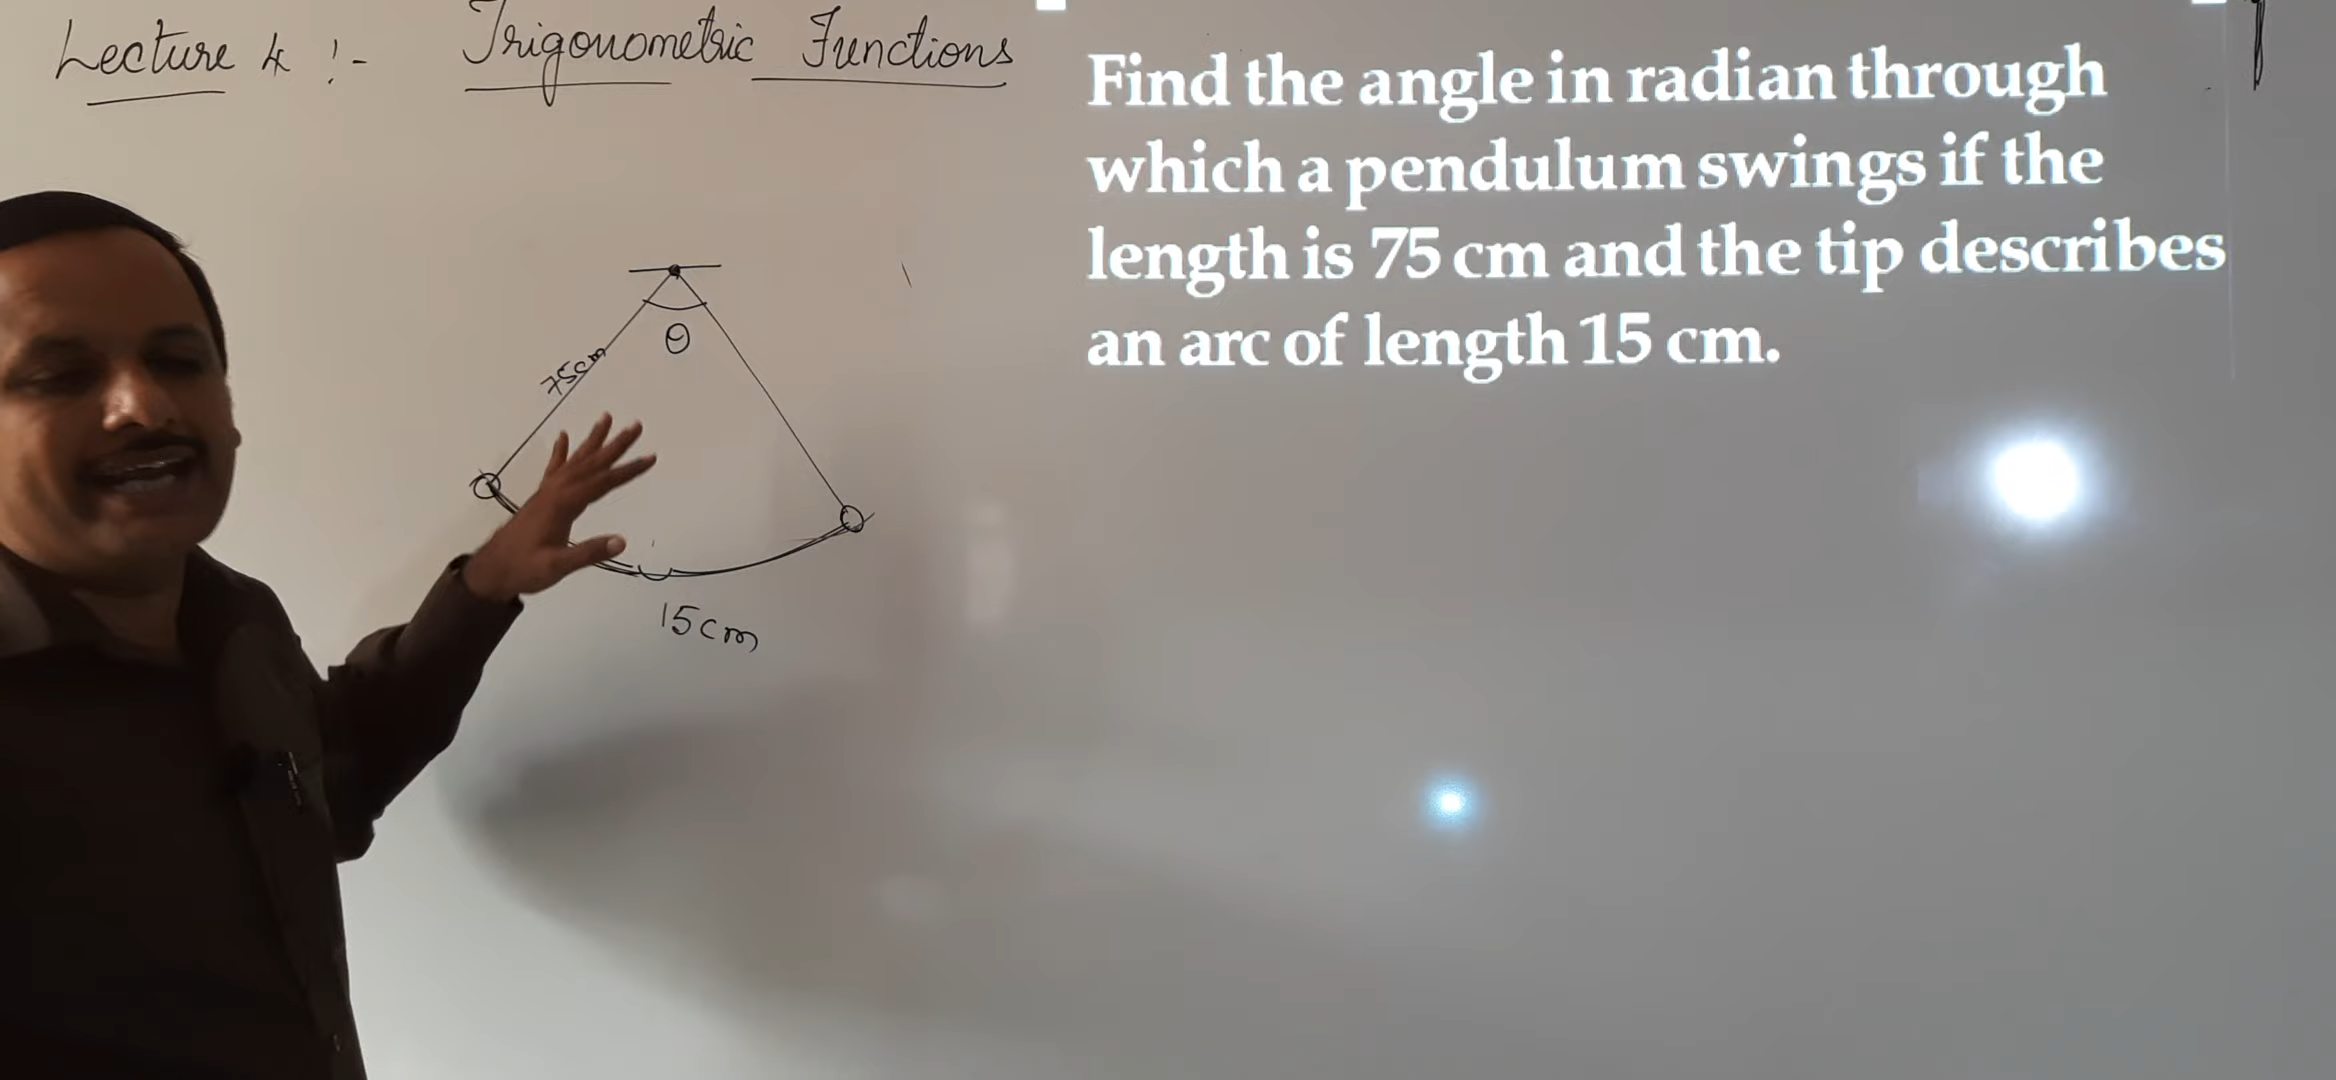 Lecture 4 :- Trigonometric Functions
Find the angle in radian through
which a pendulum swings if the
length is 75 cm and the tip describes
an arc of length 15 cm.
θ
75cm
15cm